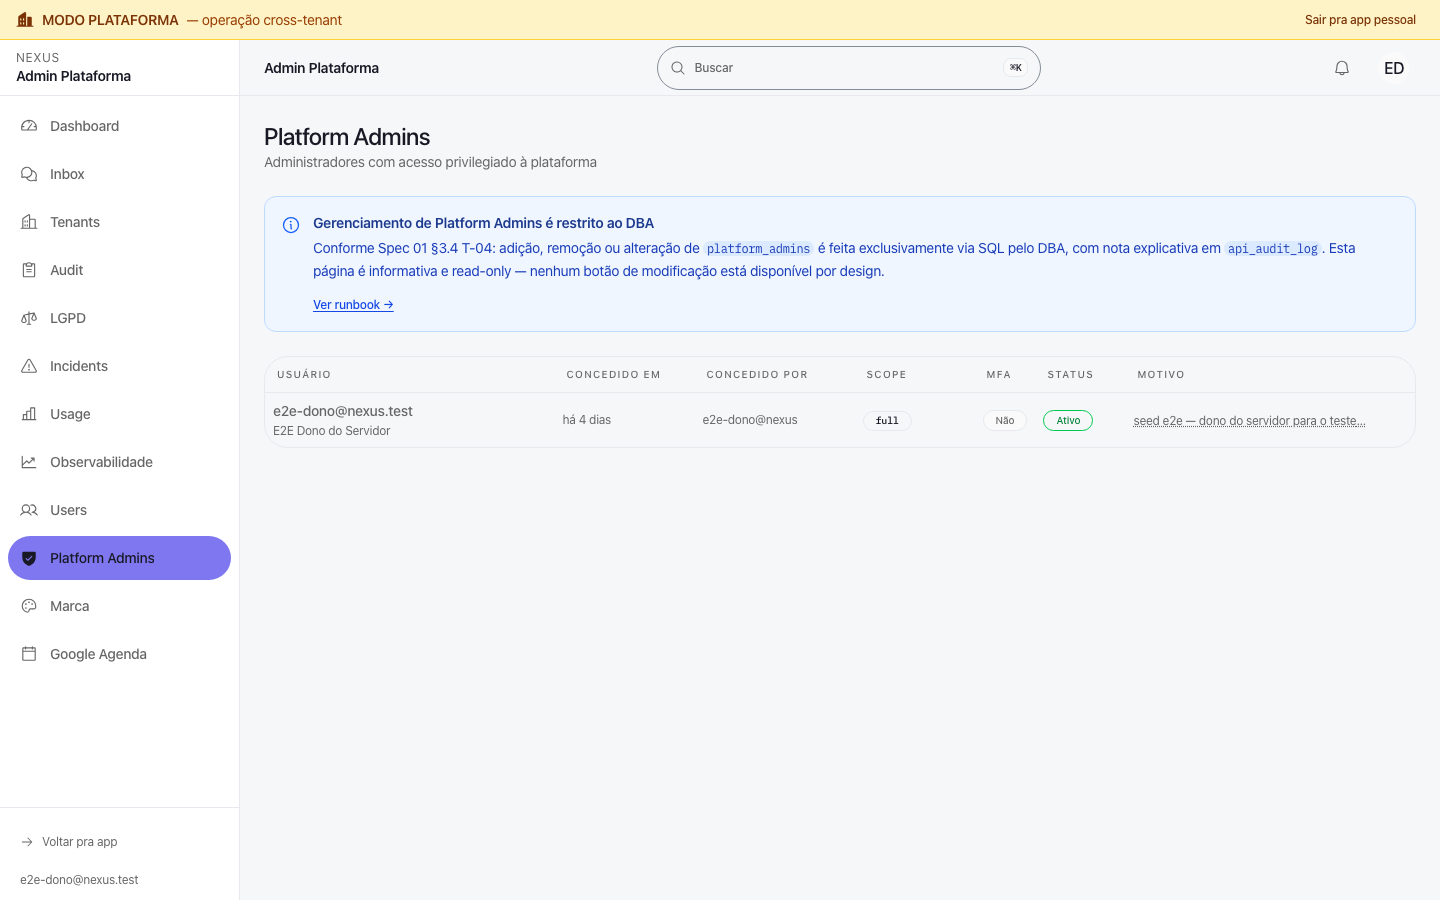 MODO PLATAFORMA — operação cross-tenant
Sair pra app pessoal
NEXUS
Admin Plataforma
Admin Plataforma
Buscar
⌘K
ED
Dashboard
Inbox
Tenants
Audit
LGPD
Incidents
Usage
Observabilidade
Users
Platform Admins
Marca
Google Agenda
→ Voltar pra app
e2e-dono@nexus.test
Platform Admins
Administradores com acesso privilegiado à plataforma
Gerenciamento de Platform Admins é restrito ao DBA
Conforme Spec 01 §3.4 T-04: adição, remoção ou alteração de platform_admins é feita exclusivamente via SQL pelo DBA, com nota explicativa em api_audit_log. Esta
página é informativa e read-only — nenhum botão de modificação está disponível por design.
Ver runbook →
USUÁRIO CONCEDIDO EM CONCEDIDO POR SCOPE MFA STATUS MOTIVO
e2e-dono@nexus.test
E2E Dono do Servidor
há 4 dias
e2e-dono@nexus
full
Não
Ativo
seed e2e — dono do servidor para o teste…